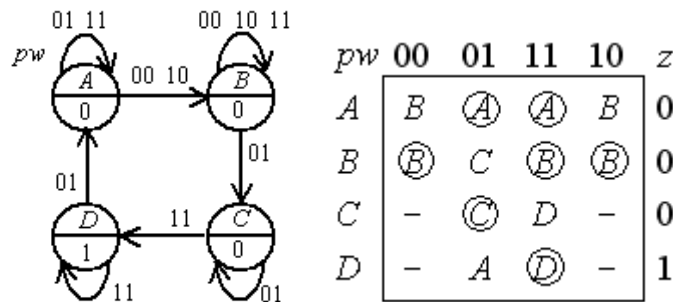 01 11
00 10 11
pw
A
0
00 10
B
0
01
01
D
1
11
C
0
11
01
pw 00 01 11 10 z
A B A A B 0
B B C B B 0
C – C D – 0
D – A D – 1